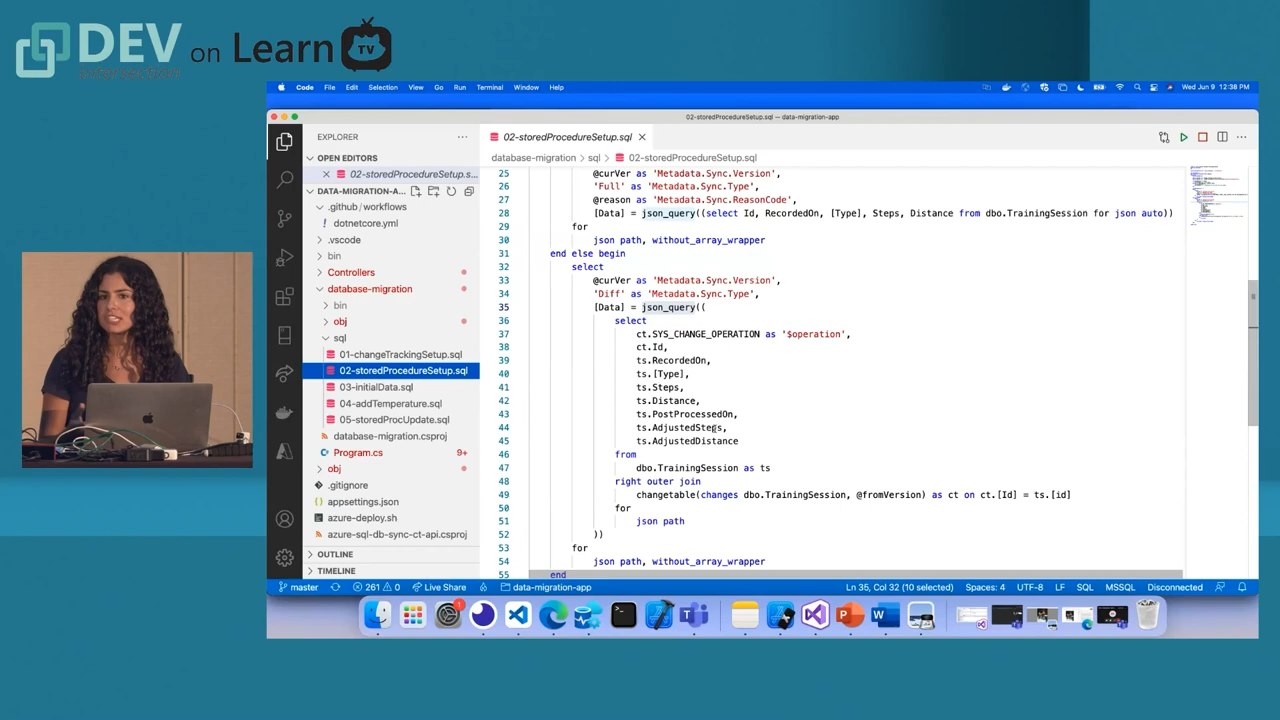 DEV on Learn TV
intersection
Code File Edit Selection View Go Run Terminal Window Help
Wed Jun 9 12:38 PM
02-storedProcedureSetup.sql — data-migration-app
EXPLORER
OPEN EDITORS
02-storedProcedureSetup.s...
DATA-MIGRATION-A...
.github/workflows
dotnetcore.yml
.vscode
bin
Controllers
database-migration
bin
obj
sql
01-changeTrackingSetup.sql
02-storedProcedureSetup.sql
03-initialData.sql
04-addTemperature.sql
05-storedProcUpdate.sql
database-migration.csproj
Program.cs 9+
obj
.gitignore
appsettings.json
azure-deploy.sh
azure-sql-db-sync-ct-api.csproj
OUTLINE
TIMELINE
02-storedProcedureSetup.sql
database-migration > sql > 02-storedProcedureSetup.sql
25 @curVer as 'Metadata.Sync.Version',
26 'Full' as 'Metadata.Sync.Type',
27 @reason as 'Metadata.Sync.ReasonCode',
28 [Data] = json_query((select Id, RecordedOn, [Type], Steps, Distance from dbo.TrainingSession for json auto))
29 for
30 json path, without_array_wrapper
31 end else begin
32 select
33 @curVer as 'Metadata.Sync.Version',
34 'Diff' as 'Metadata.Sync.Type',
35 [Data] = json_query((
36 select
37 ct.SYS_CHANGE_OPERATION as '$operation',
38 ct.Id,
39 ts.RecordedOn,
40 ts.[Type],
41 ts.Steps,
42 ts.Distance,
43 ts.PostProcessedOn,
44 ts.AdjustedSteps,
45 ts.AdjustedDistance
46 from
47 dbo.TrainingSession as ts
48 right outer join
49 changetable(changes dbo.TrainingSession, @fromVersion) as ct on ct.[Id] = ts.[id]
50 for
51 json path
52 ))
53 for
54 json path, without_array_wrapper
55 end
master 261 0 Live Share data-migration-app
Ln 35, Col 32 (10 selected) Spaces: 4 UTF-8 LF SQL MSSQL Disconnected